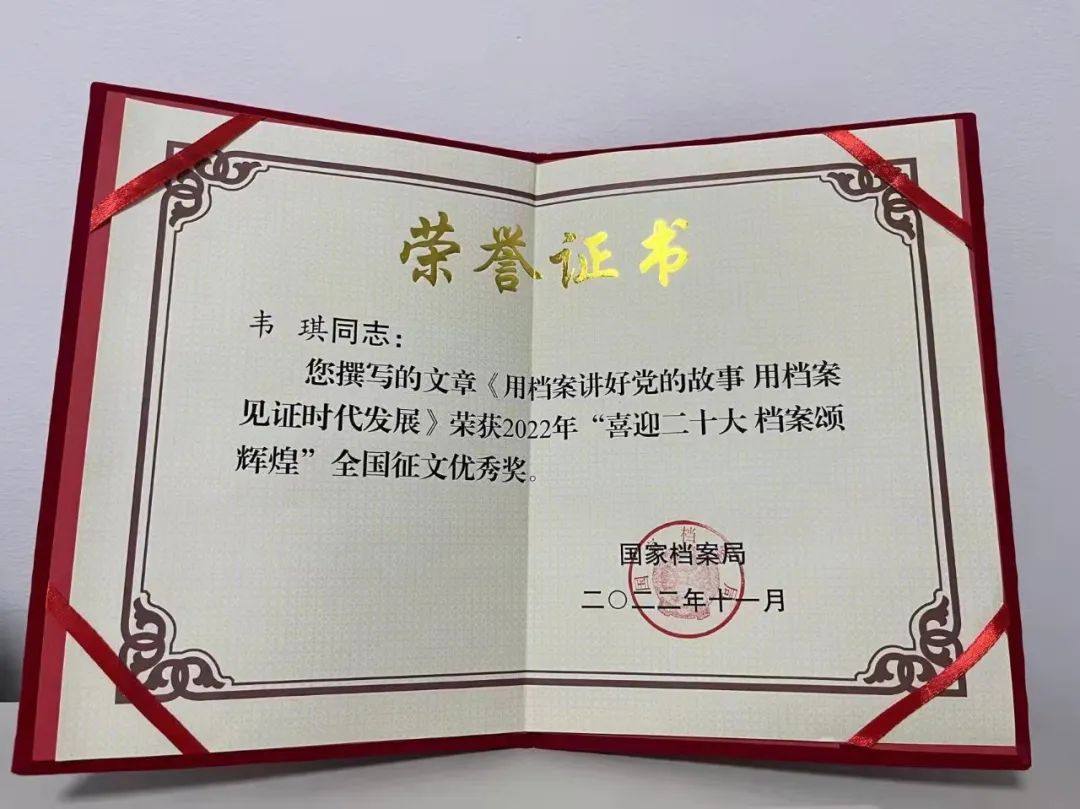 荣誉证书
韦 琪同志：
您撰写的文章《用档案讲好党的故事 用档案
见证时代发展》荣获2022年“喜迎二十大 档案颂
辉煌”全国征文优秀奖。
国家档案局
二〇二二年十一月